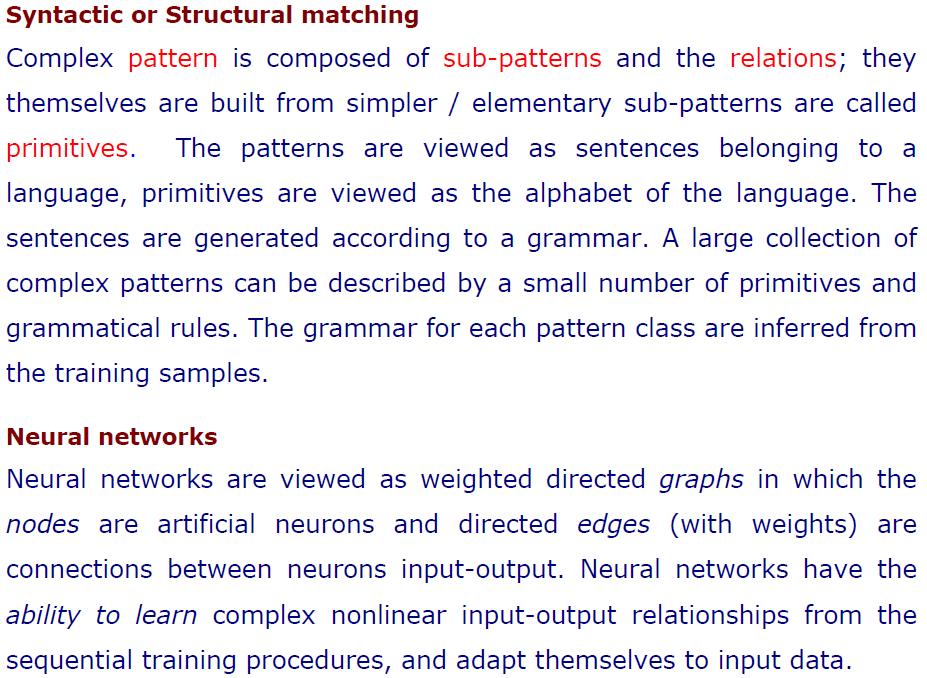 Syntactic or Structural matching
Complex pattern is composed of sub-patterns and the relations; they
themselves are built from simpler / elementary sub-patterns are called
primitives. The patterns are viewed as sentences belonging to a
language, primitives are viewed as the alphabet of the language. The
sentences are generated according to a grammar. A large collection of
complex patterns can be described by a small number of primitives and
grammatical rules. The grammar for each pattern class are inferred from
the training samples.
Neural networks
Neural networks are viewed as weighted directed graphs in which the
nodes are artificial neurons and directed edges (with weights) are
connections between neurons input-output. Neural networks have the
ability to learn complex nonlinear input-output relationships from the
sequential training procedures, and adapt themselves to input data.